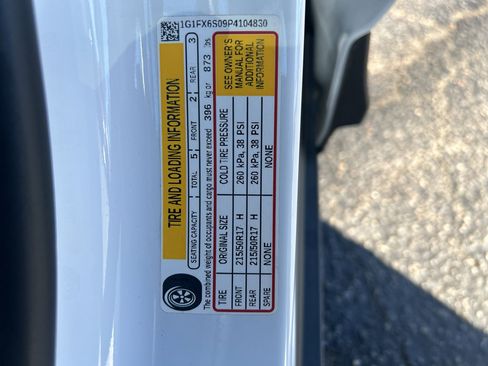 1G1FX6S09P4104830
TIRE AND LOADING INFORMATION
SEATING CAPACITY TOTAL 5 FRONT 2 REAR 3
The combined weight of occupants and cargo must never exceed 396 kg or 873 lbs
TIRE ORIGINAL SIZE COLD TIRE PRESSURE
FRONT 215/50R17 H 260 kPa, 38 PSI
REAR 215/50R17 H 260 kPa, 38 PSI
SPARE NONE NONE
SEE OWNER'S
MANUAL FOR
ADDITIONAL
INFORMATION